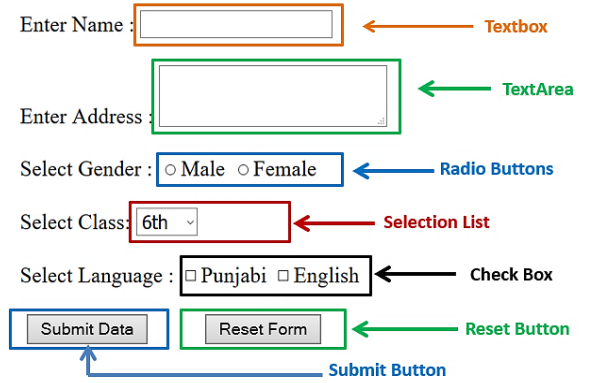 Enter Name : Textbox
Enter Address : TextArea
Select Gender : Male Female Radio Buttons
Select Class: 6th Selection List
Select Language : Punjabi English Check Box
Submit Data Reset Form Reset Button
Submit Button